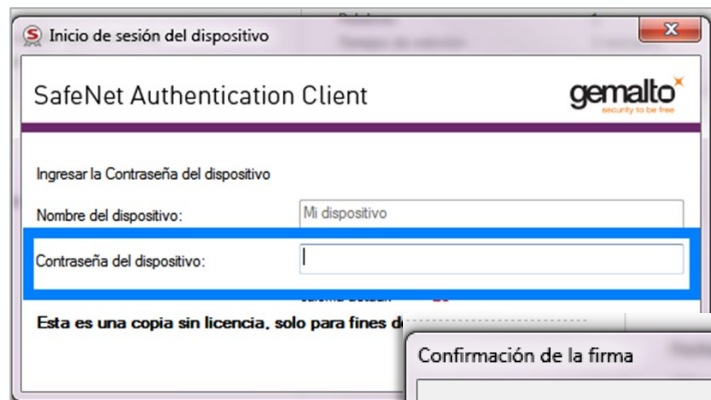 Inicio de sesión del dispositivo
SafeNet Authentication Client
gemalto
security to be free
Ingresar la Contraseña del dispositivo
Nombre del dispositivo: Mi dispositivo
Contraseña del dispositivo:
Esta es una copia sin licencia, solo para fines d
Confirmación de la firma